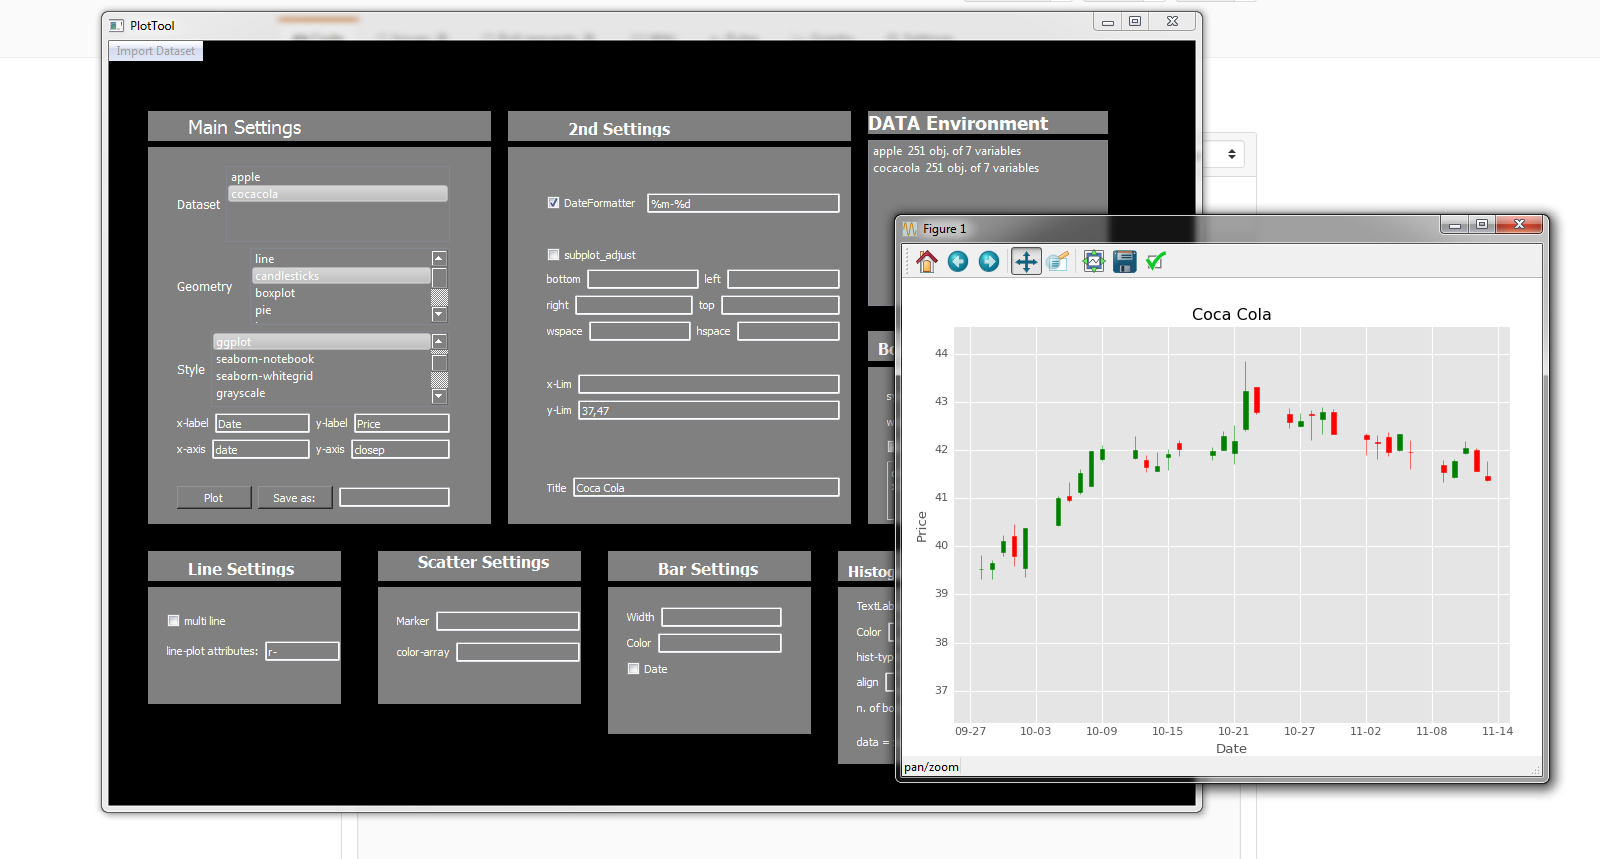 PlotTool
Import Dataset
Main Settings
Dataset
apple
cocacola
Geometry
line
candlesticks
boxplot
pie
Style
ggplot
seaborn-notebook
seaborn-whitegrid
grayscale
x-label Date y-label Price
x-axis date y-axis closep
Plot Save as:
2nd Settings
DateFormatter %m-%d
subplot_adjust
bottom left
right top
wspace hspace
x-Lim
y-Lim 37,47
Title Coca Cola
DATA Environment
apple 251 obj. of 7 variables
cocacola 251 obj. of 7 variables
Line Settings
multi line
line-plot attributes: r-
Scatter Settings
Marker
color-array
Bar Settings
Width
Color
Date
Histog
TextLab
Color
hist-typ
align
n. of bo
data =
Figure 1
Coca Cola
44
43
42
41
40
39
38
37
Price
09-27 10-03 10-09 10-15 10-21 10-27 11-02 11-08 11-14
Date
pan/zoom